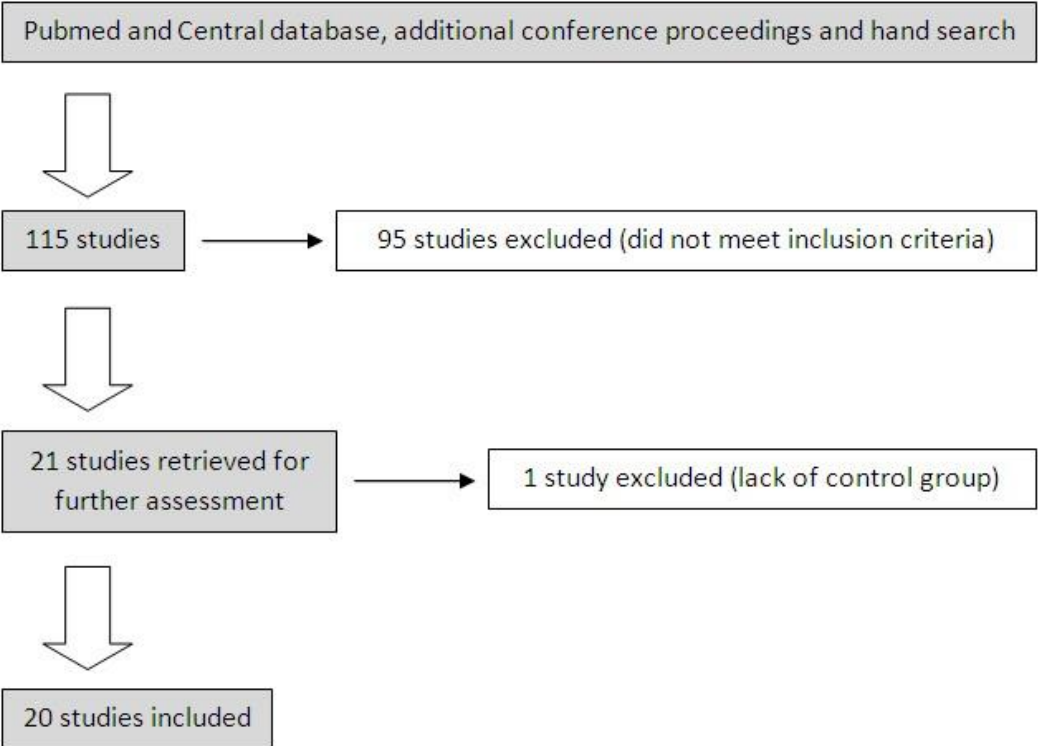 Pubmed and Central database, additional conference proceedings and hand search
115 studies
95 studies excluded (did not meet inclusion criteria)
21 studies retrieved for
further assessment
1 study excluded (lack of control group)
20 studies included